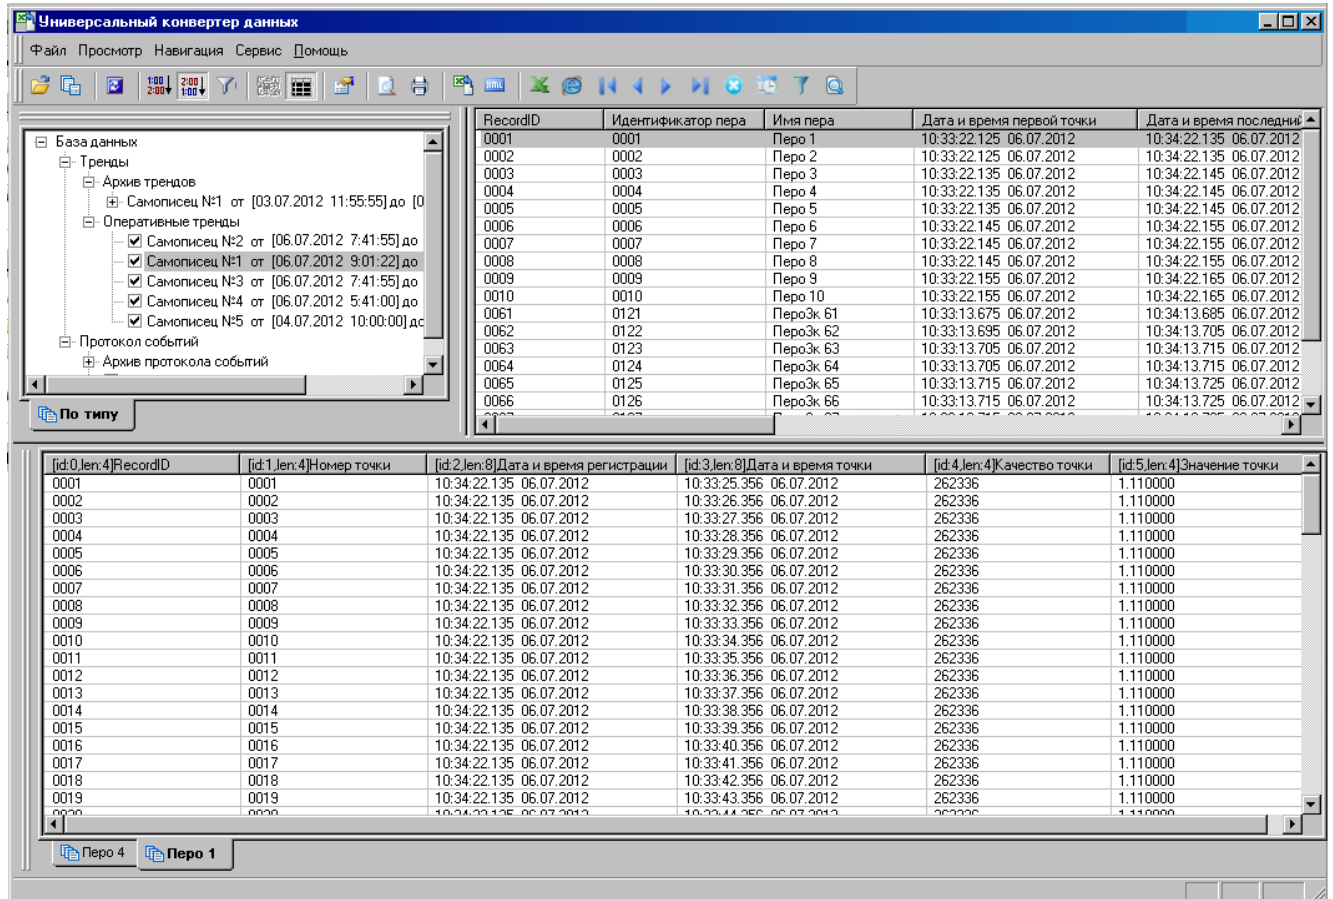 Универсальный конвертер данных
Файл Просмотр Навигация Сервис Помощь
1:00 2:00 2:00 1:00 xml
База данных
Тренды
Архив трендов
Самописец №1 от [03.07.2012 11:55:55] до [0
Оперативные тренды
Самописец №2 от [06.07.2012 7:41:55] до
Самописец №1 от [06.07.2012 9:01:22] до
Самописец №3 от [06.07.2012 7:41:55] до
Самописец №4 от [06.07.2012 5:41:00] до
Самописец №5 от [04.07.2012 10:00:00] до
Протокол событий
Архив протокола событий
По типу
RecordID Идентификатор пера Имя пера Дата и время первой точки Дата и время последний
0001 0001 Перо 1 10:33:22.125 06.07.2012 10:34:22.135 06.07.2012
0002 0002 Перо 2 10:33:22.125 06.07.2012 10:34:22.135 06.07.2012
0003 0003 Перо 3 10:33:22.135 06.07.2012 10:34:22.145 06.07.2012
0004 0004 Перо 4 10:33:22.135 06.07.2012 10:34:22.145 06.07.2012
0005 0005 Перо 5 10:33:22.135 06.07.2012 10:34:22.145 06.07.2012
0006 0006 Перо 6 10:33:22.145 06.07.2012 10:34:22.155 06.07.2012
0007 0007 Перо 7 10:33:22.145 06.07.2012 10:34:22.155 06.07.2012
0008 0008 Перо 8 10:33:22.145 06.07.2012 10:34:22.155 06.07.2012
0009 0009 Перо 9 10:33:22.155 06.07.2012 10:34:22.165 06.07.2012
0010 0010 Перо 10 10:33:22.155 06.07.2012 10:34:22.165 06.07.2012
0061 0121 Перо3к 61 10:33:13.675 06.07.2012 10:34:13.685 06.07.2012
0062 0122 Перо3к 62 10:33:13.695 06.07.2012 10:34:13.705 06.07.2012
0063 0123 Перо3к 63 10:33:13.705 06.07.2012 10:34:13.715 06.07.2012
0064 0124 Перо3к 64 10:33:13.705 06.07.2012 10:34:13.715 06.07.2012
0065 0125 Перо3к 65 10:33:13.715 06.07.2012 10:34:13.725 06.07.2012
0066 0126 Перо3к 66 10:33:13.715 06.07.2012 10:34:13.725 06.07.2012
[id:0,len:4]RecordID [id:1,len:4]Номер точки [id:2,len:8]Дата и время регистрации [id:3,len:8]Дата и время точки [id:4,len:4]Качество точки [id:5,len:4]Значение точки
0001 0001 10:34:22.135 06.07.2012 10:33:25.356 06.07.2012 262336 1.110000
0002 0002 10:34:22.135 06.07.2012 10:33:26.356 06.07.2012 262336 1.110000
0003 0003 10:34:22.135 06.07.2012 10:33:27.356 06.07.2012 262336 1.110000
0004 0004 10:34:22.135 06.07.2012 10:33:28.356 06.07.2012 262336 1.110000
0005 0005 10:34:22.135 06.07.2012 10:33:29.356 06.07.2012 262336 1.110000
0006 0006 10:34:22.135 06.07.2012 10:33:30.356 06.07.2012 262336 1.110000
0007 0007 10:34:22.135 06.07.2012 10:33:31.356 06.07.2012 262336 1.110000
0008 0008 10:34:22.135 06.07.2012 10:33:32.356 06.07.2012 262336 1.110000
0009 0009 10:34:22.135 06.07.2012 10:33:33.356 06.07.2012 262336 1.110000
0010 0010 10:34:22.135 06.07.2012 10:33:34.356 06.07.2012 262336 1.110000
0011 0011 10:34:22.135 06.07.2012 10:33:35.356 06.07.2012 262336 1.110000
0012 0012 10:34:22.135 06.07.2012 10:33:36.356 06.07.2012 262336 1.110000
0013 0013 10:34:22.135 06.07.2012 10:33:37.356 06.07.2012 262336 1.110000
0014 0014 10:34:22.135 06.07.2012 10:33:38.356 06.07.2012 262336 1.110000
0015 0015 10:34:22.135 06.07.2012 10:33:39.356 06.07.2012 262336 1.110000
0016 0016 10:34:22.135 06.07.2012 10:33:40.356 06.07.2012 262336 1.110000
0017 0017 10:34:22.135 06.07.2012 10:33:41.356 06.07.2012 262336 1.110000
0018 0018 10:34:22.135 06.07.2012 10:33:42.356 06.07.2012 262336 1.110000
0019 0019 10:34:22.135 06.07.2012 10:33:43.356 06.07.2012 262336 1.110000
Перо 4 Перо 1